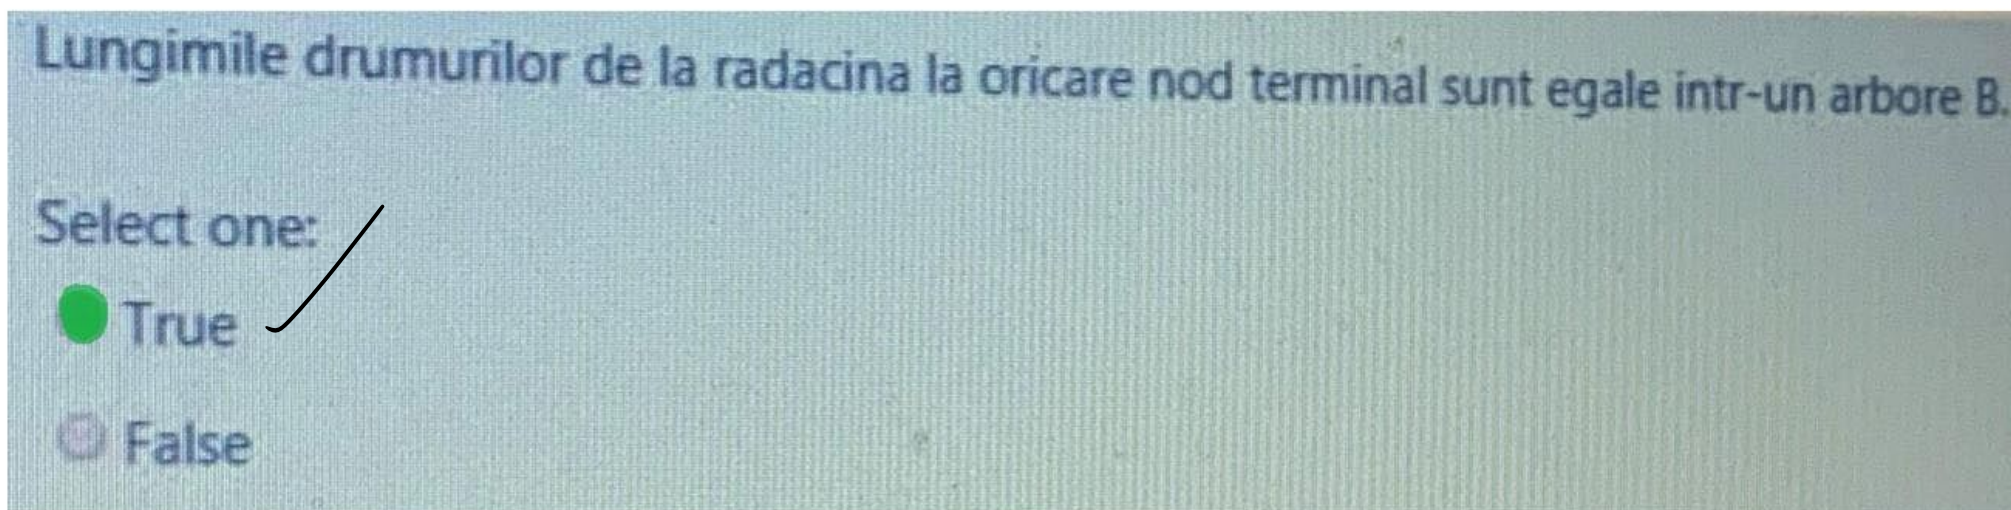 Lungimile drumurilor de la radacina la oricare nod terminal sunt egale intr-un arbore B.
Select one:
True
False